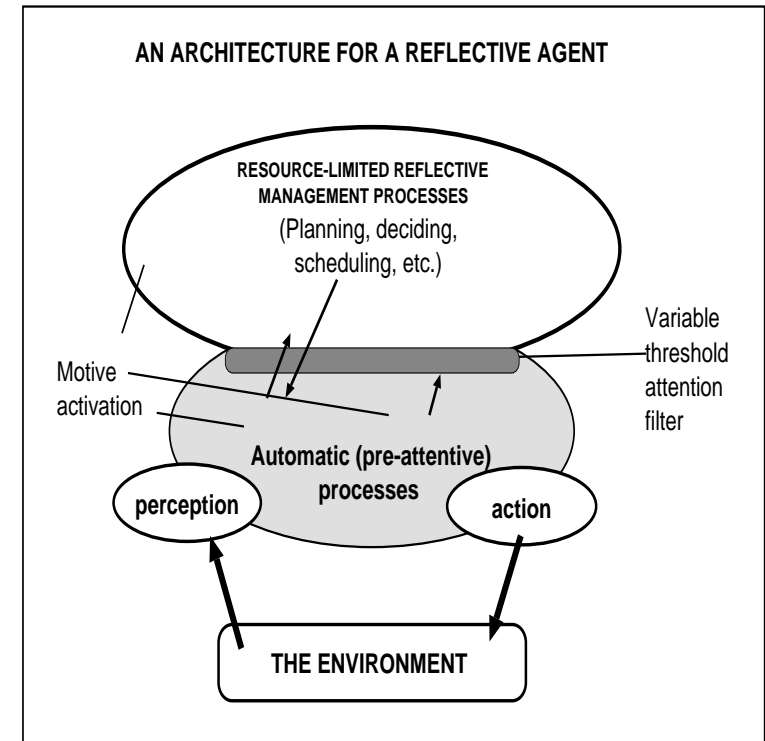 AN ARCHITECTURE FOR A REFLECTIVE AGENT
RESOURCE-LIMITED REFLECTIVE
MANAGEMENT PROCESSES
(Planning, deciding,
scheduling, etc.)
Variable
threshold
attention
filter
Motive
activation
Automatic (pre-attentive)
processes
perception
action
THE ENVIRONMENT